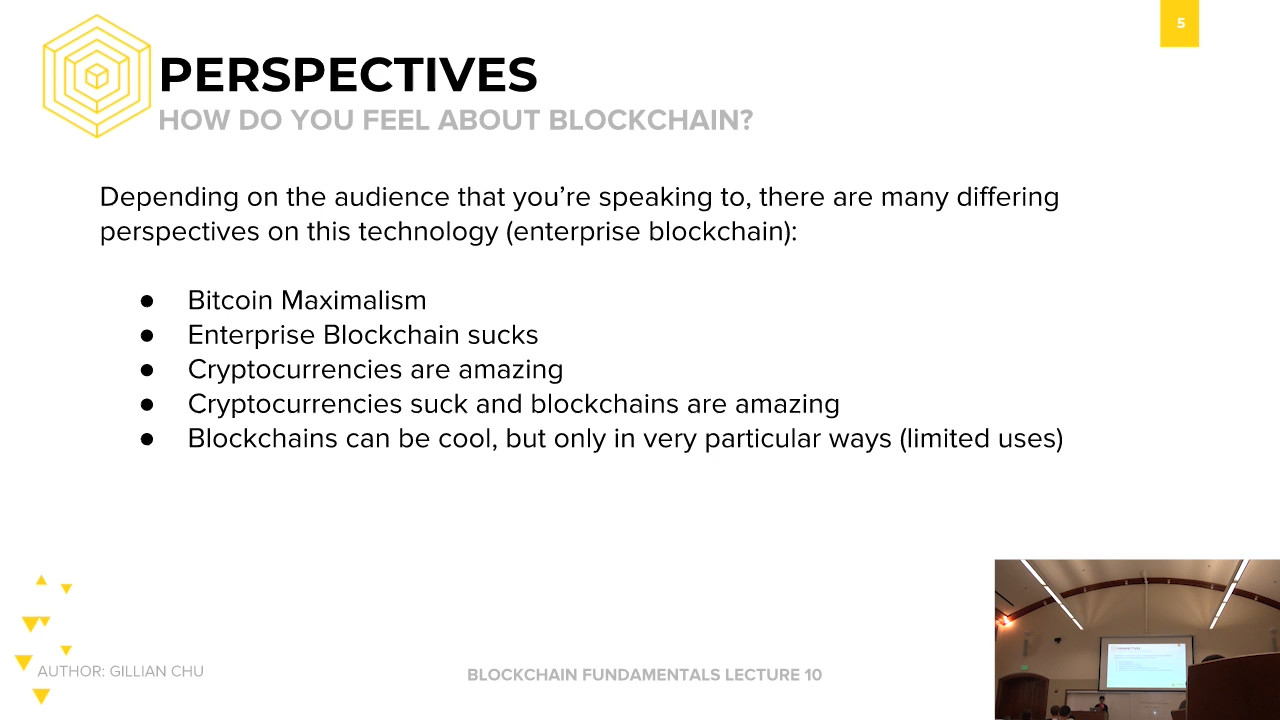 5
PERSPECTIVES
HOW DO YOU FEEL ABOUT BLOCKCHAIN?
Depending on the audience that you’re speaking to, there are many differing
perspectives on this technology (enterprise blockchain):
● Bitcoin Maximalism
● Enterprise Blockchain sucks
● Cryptocurrencies are amazing
● Cryptocurrencies suck and blockchains are amazing
● Blockchains can be cool, but only in very particular ways (limited uses)
AUTHOR: GILLIAN CHU
BLOCKCHAIN FUNDAMENTALS LECTURE 10